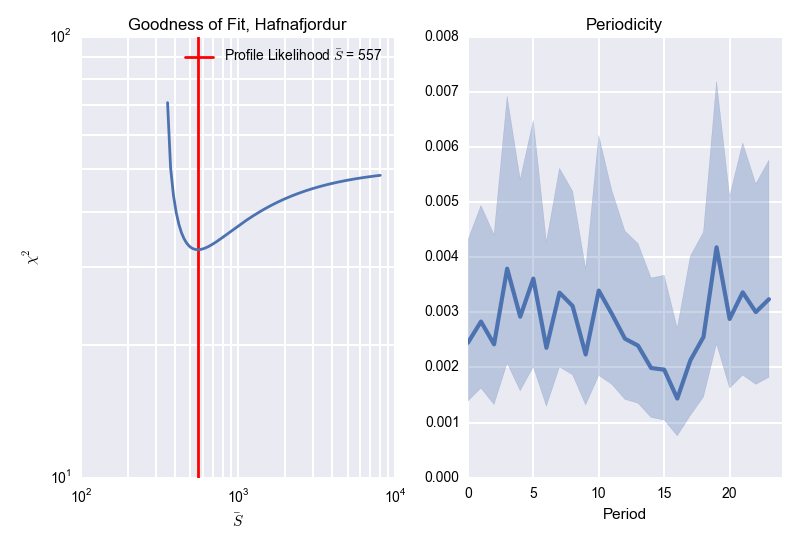 Goodness of Fit, Hafnafjordur
10²
Profile Likelihood S̄ = 557
χ²
10¹
10² 10³ 10⁴
S̄
Periodicity
0.008
0.007
0.006
0.005
0.004
0.003
0.002
0.001
0.000
0 5 10 15 20
Period